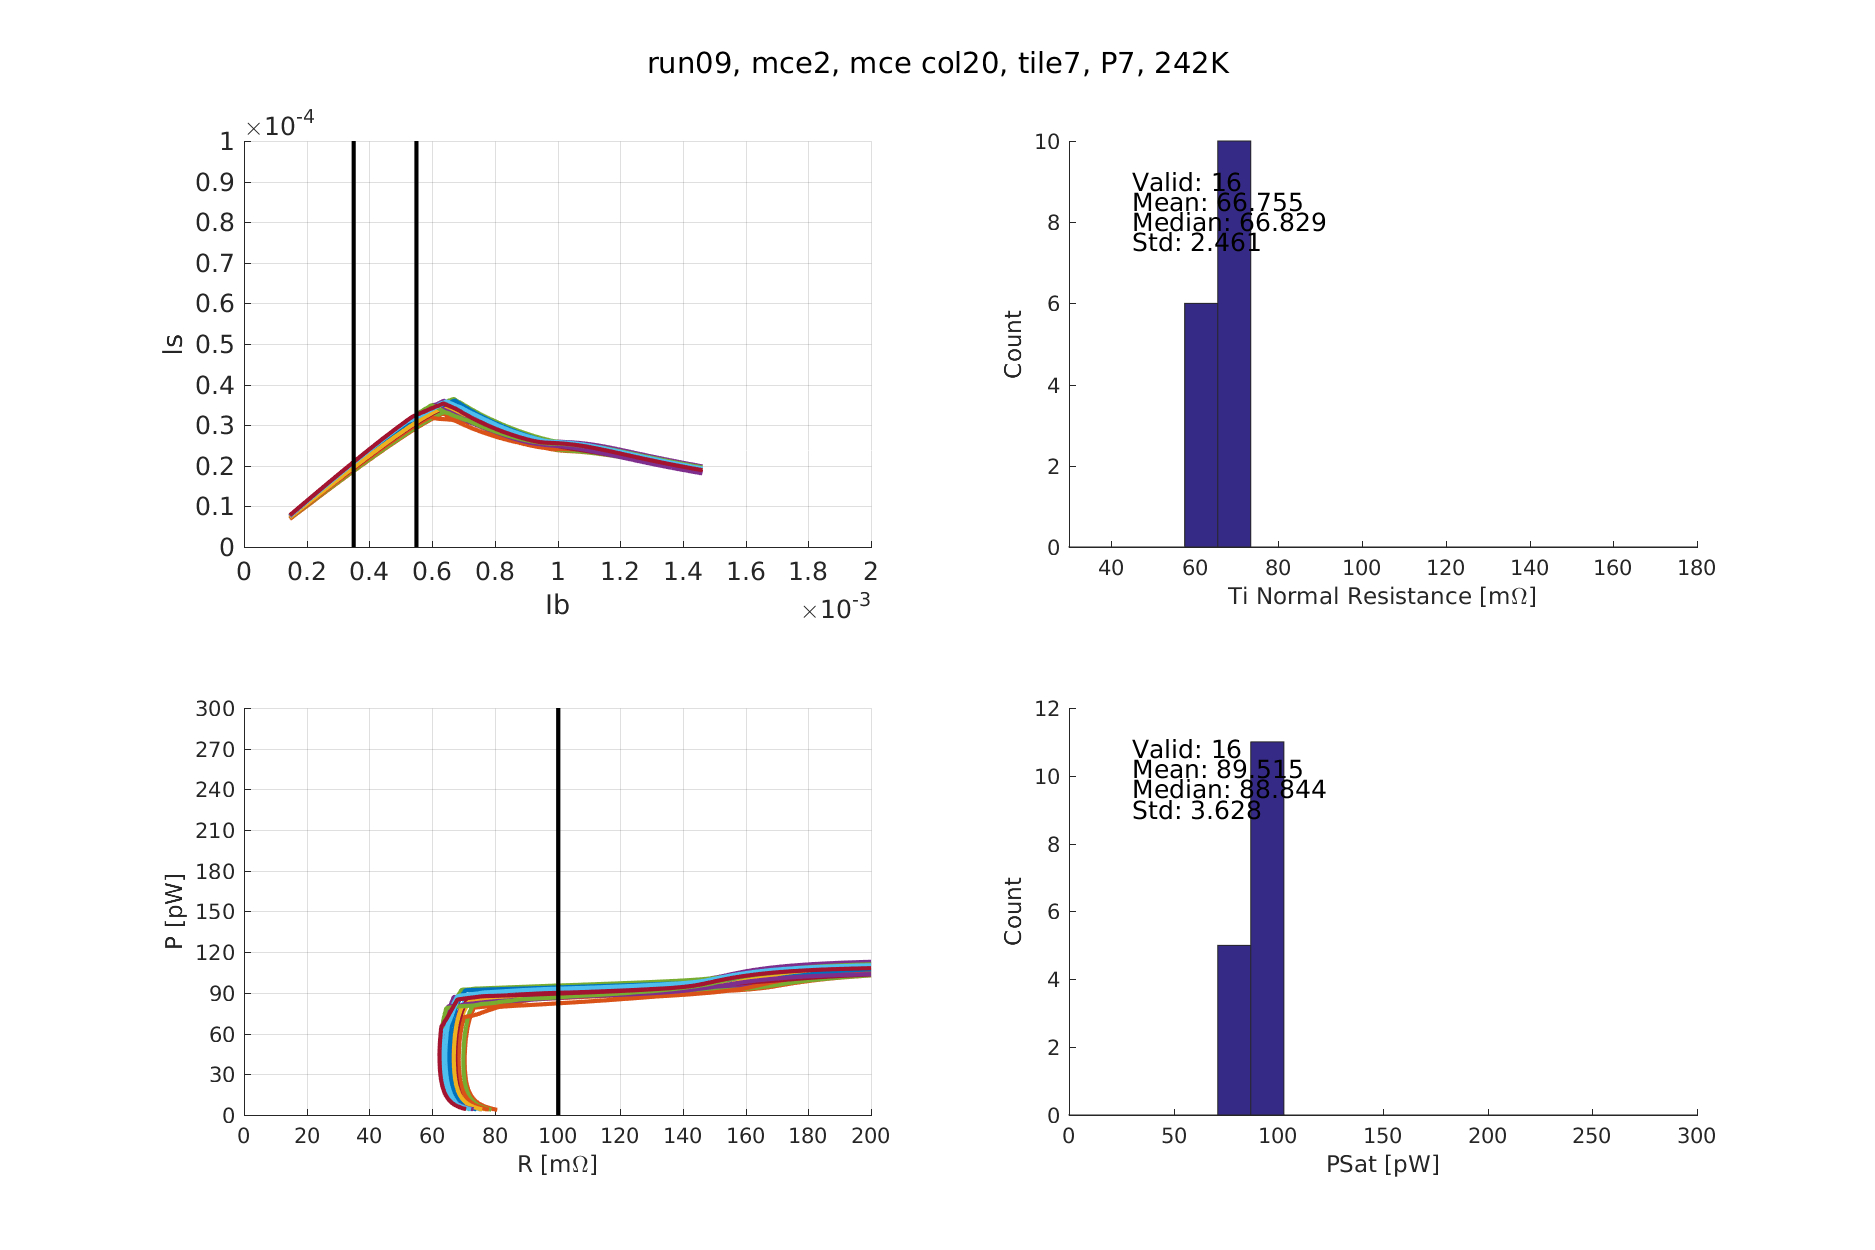 run09, mce2, mce col20, tile7, P7, 242K
×10^-4
1
0.9
0.8
0.7
0.6
0.5
0.4
0.3
0.2
0.1
0
Is
0 0.2 0.4 0.6 0.8 1 1.2 1.4 1.6 1.8 2
Ib
×10^-3
10
8
6
4
2
0
Count
Valid: 16
Mean: 66.755
Median: 66.829
Std: 2.461
40 60 80 100 120 140 160 180
Ti Normal Resistance [mΩ]
300
270
240
210
180
150
120
90
60
30
0
P [pW]
0 20 40 60 80 100 120 140 160 180 200
R [mΩ]
12
10
8
6
4
2
0
Count
Valid: 16
Mean: 89.515
Median: 88.844
Std: 3.628
0 50 100 150 200 250 300
PSat [pW]